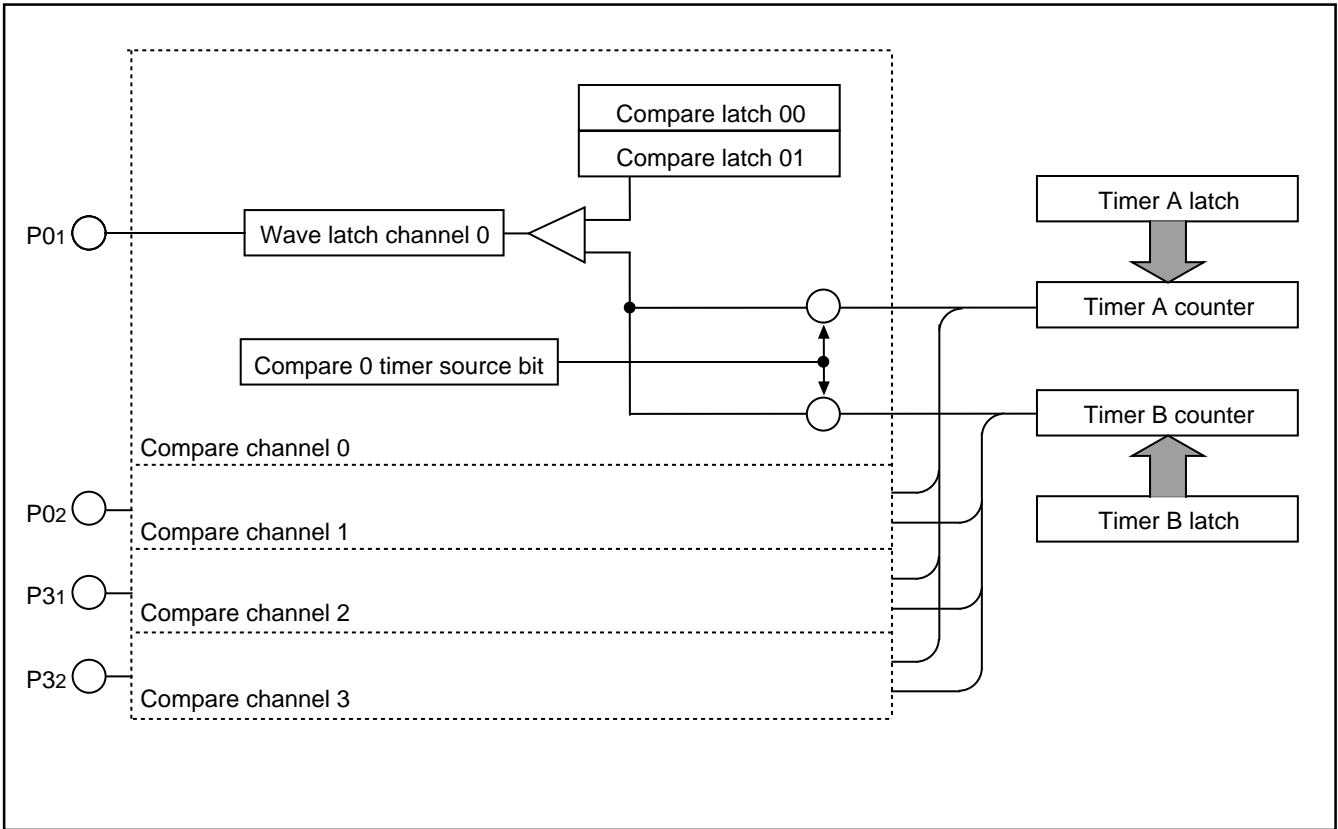 Compare latch 00
Compare latch 01
Timer A latch
P01
Wave latch channel 0
Timer A counter
Compare 0 timer source bit
Timer B counter
Compare channel 0
P02
Timer B latch
Compare channel 1
P31
Compare channel 2
P32
Compare channel 3